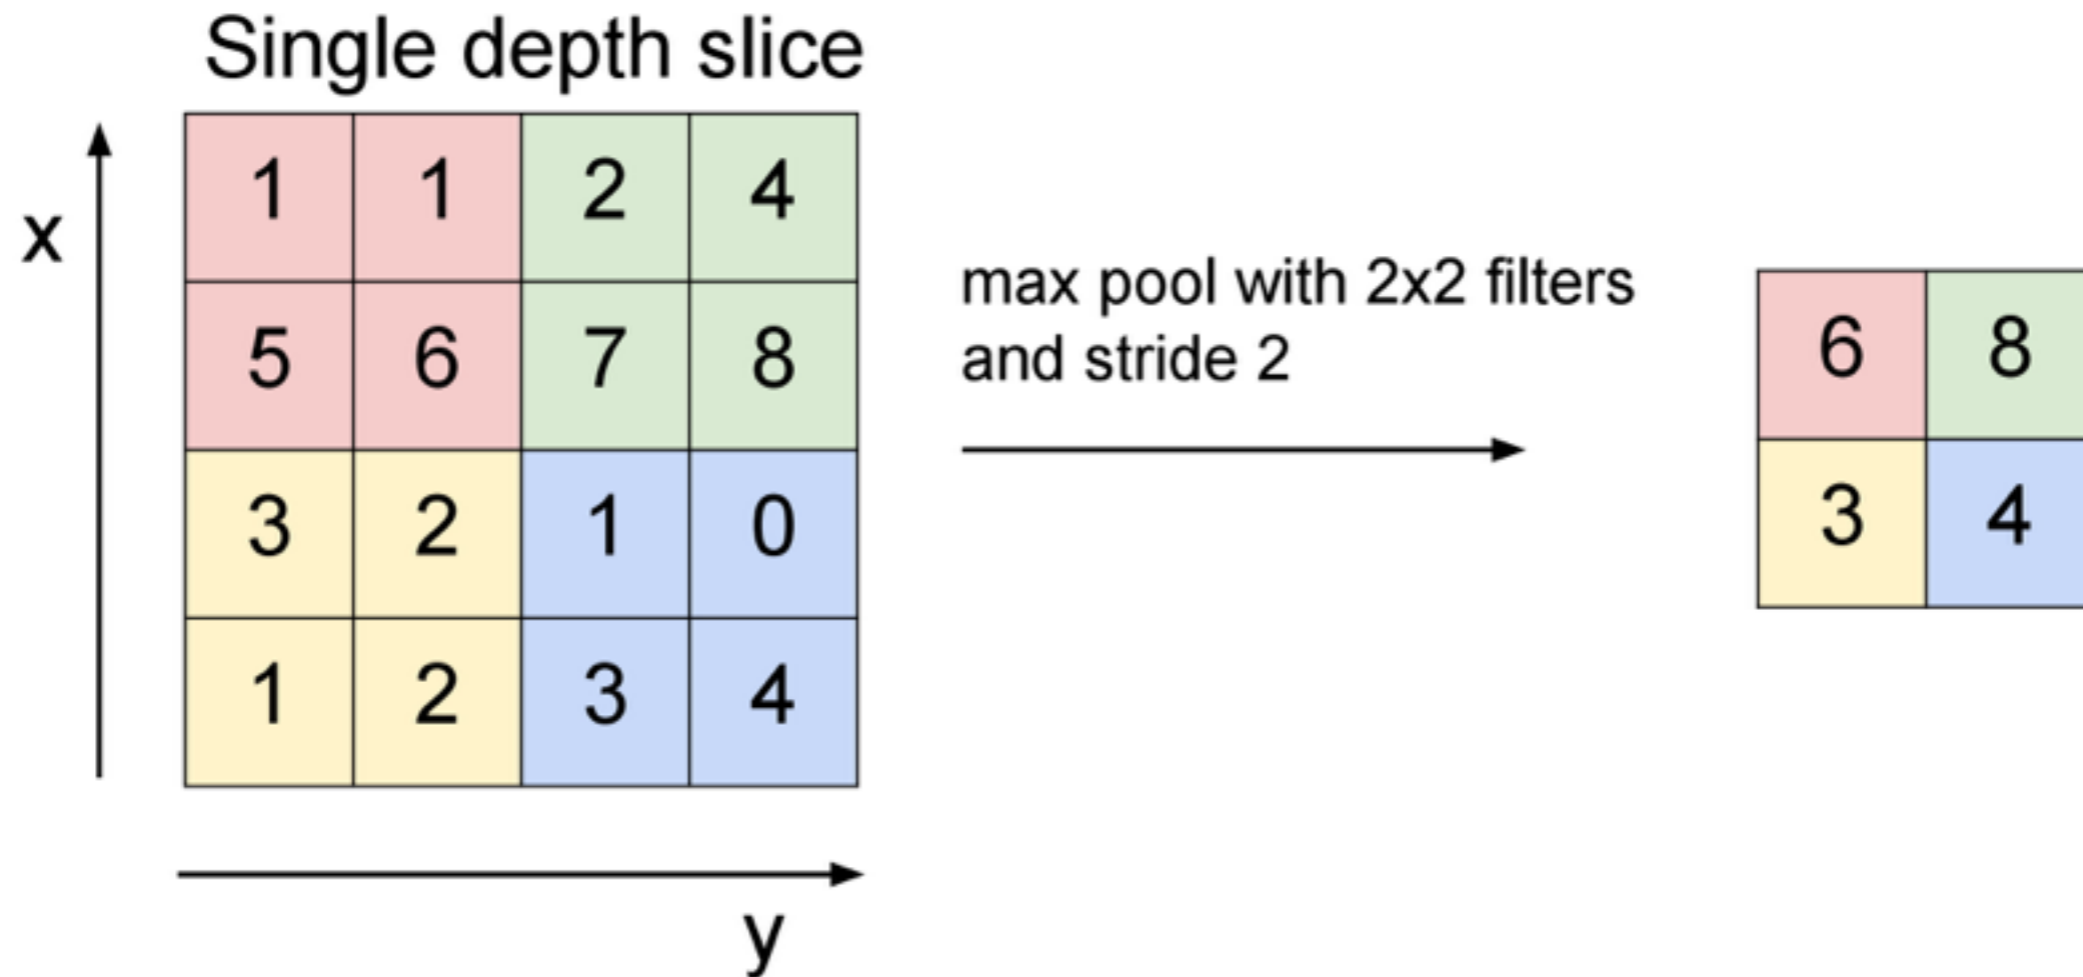 Single depth slice
x
1 1 2 4
5 6 7 8
3 2 1 0
1 2 3 4
y
max pool with 2x2 filters
and stride 2
6 8
3 4